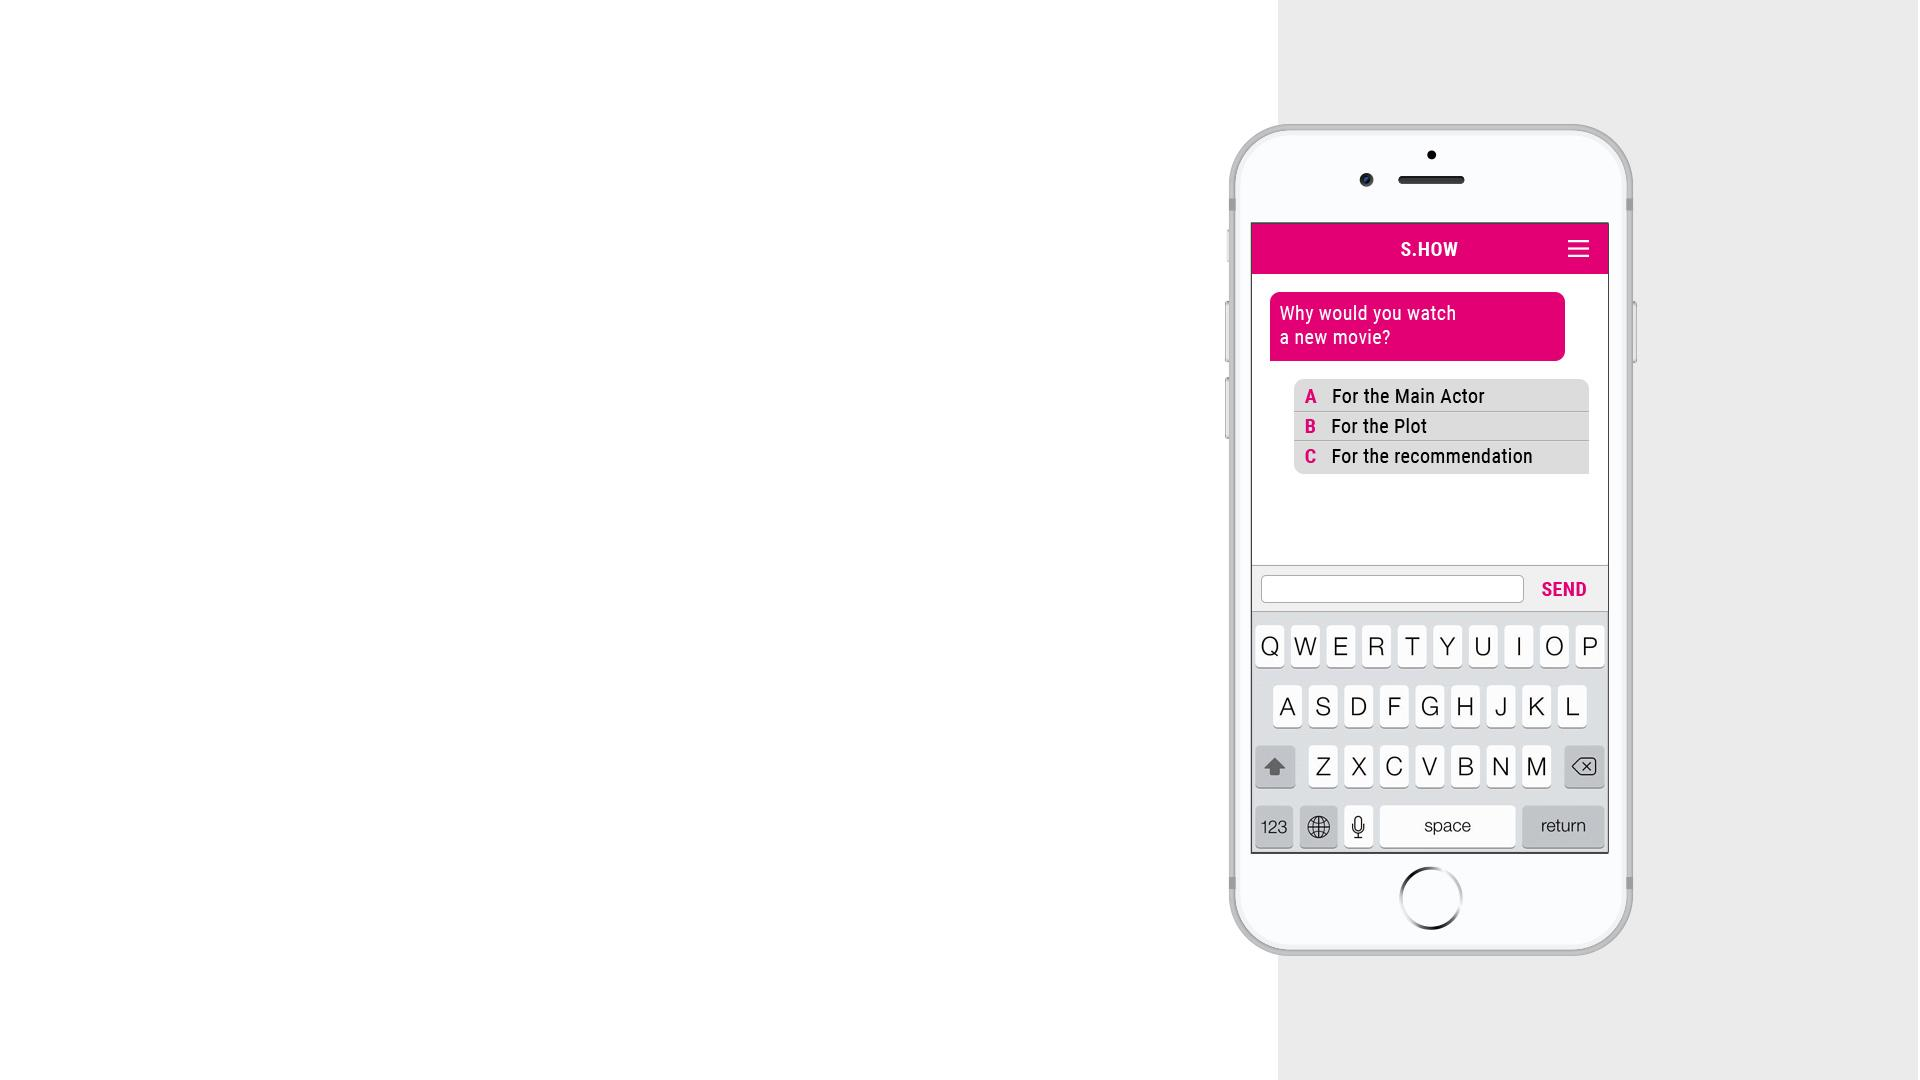 S.HOW
Why would you watch
a new movie?
A For the Main Actor
B For the Plot
C For the recommendation
SEND
Q W E R T Y U I O P
A S D F G H J K L
Z X C V B N M
123 space return